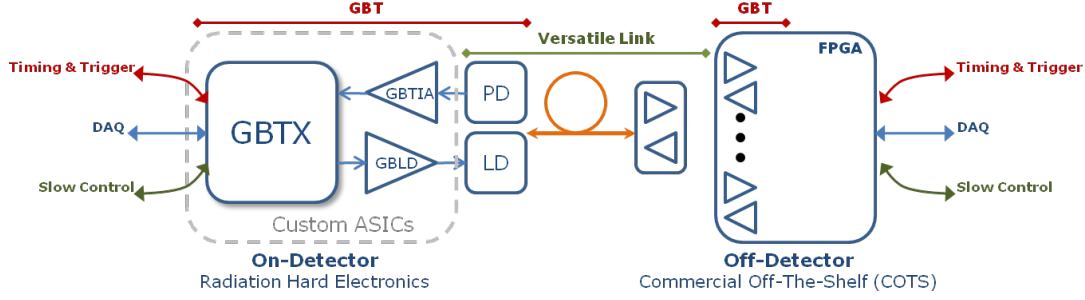 GBT
GBT
Versatile Link
FPGA
Timing & Trigger
Timing & Trigger
GBTIA
PD
GBTX
DAQ
DAQ
GBLD
LD
Slow Control
Slow Control
Custom ASICs
On-Detector
Off-Detector
Radiation Hard Electronics
Commercial Off-The-Shelf (COTS)